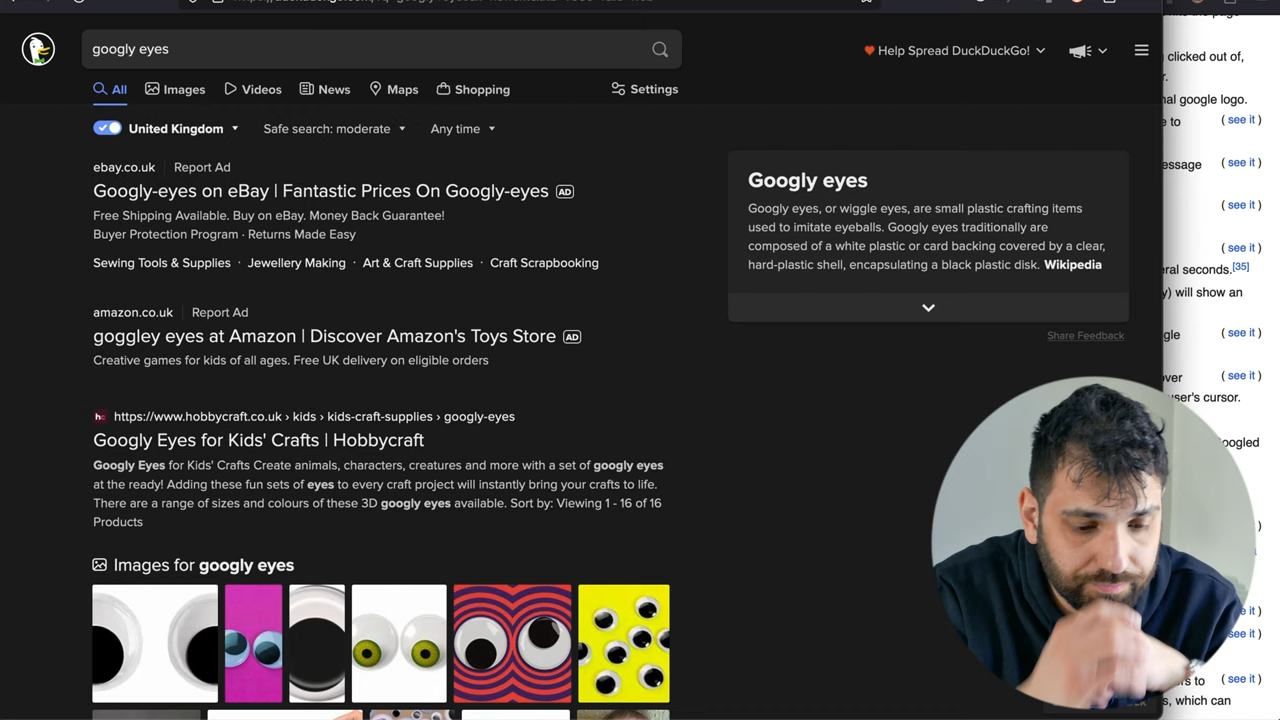 googly eyes
Help Spread DuckDuckGo!
All
Images
Videos
News
Maps
Shopping
Settings
United Kingdom
Safe search: moderate
Any time
ebay.co.uk Report Ad
Googly-eyes on eBay | Fantastic Prices On Googly-eyes AD
Free Shipping Available. Buy on eBay. Money Back Guarantee!
Buyer Protection Program · Returns Made Easy
Sewing Tools & Supplies · Jewellery Making · Art & Craft Supplies · Craft Scrapbooking
amazon.co.uk Report Ad
goggley eyes at Amazon | Discover Amazon's Toys Store AD
Creative games for kids of all ages. Free UK delivery on eligible orders
hc https://www.hobbycraft.co.uk › kids › kids-craft-supplies › googly-eyes
Googly Eyes for Kids' Crafts | Hobbycraft
Googly Eyes for Kids' Crafts Create animals, characters, creatures and more with a set of googly eyes
at the ready! Adding these fun sets of eyes to every craft project will instantly bring your crafts to life.
There are a range of sizes and colours of these 3D googly eyes available. Sort by: Viewing 1 - 16 of 16
Products
Images for googly eyes
Googly eyes
Googly eyes, or wiggle eyes, are small plastic crafting items
used to imitate eyeballs. Googly eyes traditionally are
composed of a white plastic or card backing covered by a clear,
hard-plastic shell, encapsulating a black plastic disk. Wikipedia
Share Feedback
clicked out of,
google logo.
to (see it)
(see it)
(see it)
(see it)
seconds.[35]
will show an
(see it)
(see it)
user's cursor.
(see it)
(see it)
to (see it)
which can